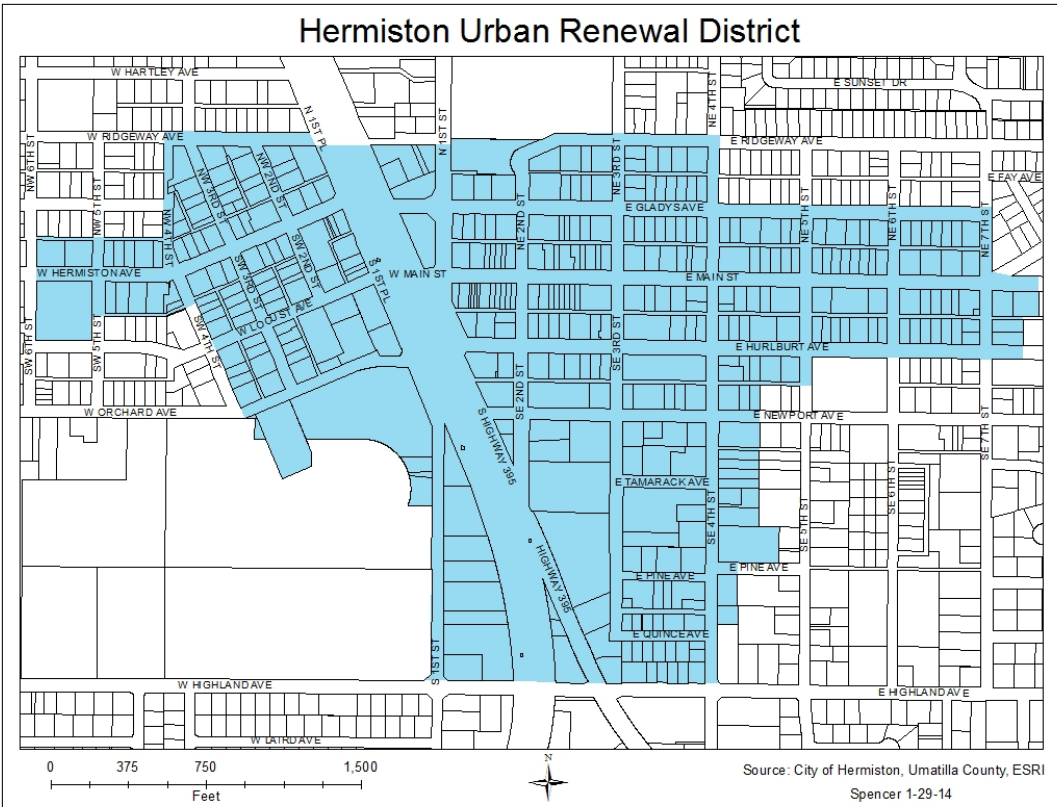 Hermiston Urban Renewal District
W HARTLEY AVE
E SUNSET DR
N 1ST PL
N 1ST ST
NE 4TH ST
W RIDGEWAY AVE
E RIDGEWAY AVE
NW 6TH ST
NW 5TH ST
NW 4TH ST
NW 3RD ST
NW 2ND ST
NE 2ND ST
NE 3RD ST
E GLADYS AVE
NE 5TH ST
NE 6TH ST
NE 7TH ST
E FAY AVE
W HERMISTON AVE
W MAIN ST
E MAIN ST
SW 3RD ST
SW 2ND ST
S 1ST PL
W LOCUST AVE
SW 6TH ST
SW 5TH ST
SW 4TH ST
SE 3RD ST
E HURLBURT AVE
W ORCHARD AVE
SE 2ND ST
S HIGHWAY 395
E NEWPORT AVE
SE 7TH ST
E TAMARACK AVE
SE 4TH ST
SE 5TH ST
SE 6TH ST
HIGHWAY 395
E PINE AVE
E PINE AVE
S 1ST ST
E QUINCE AVE
W HIGHLAND AVE
E HIGHLAND AVE
W LAIRD AVE
0 375 750 1,500
Feet
N
Source: City of Hermiston, Umatilla County, ESRI
Spencer 1-29-14